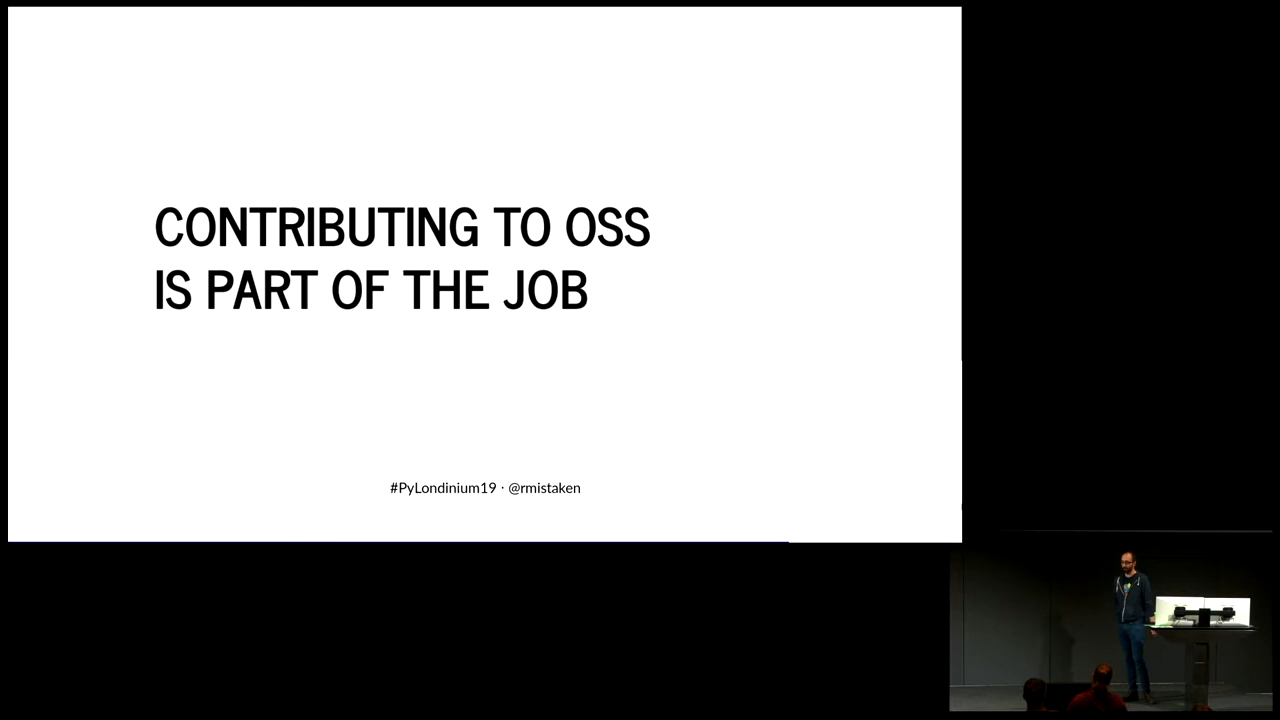 CONTRIBUTING TO OSS
IS PART OF THE JOB
#PyLondinium19 · @rmistaken